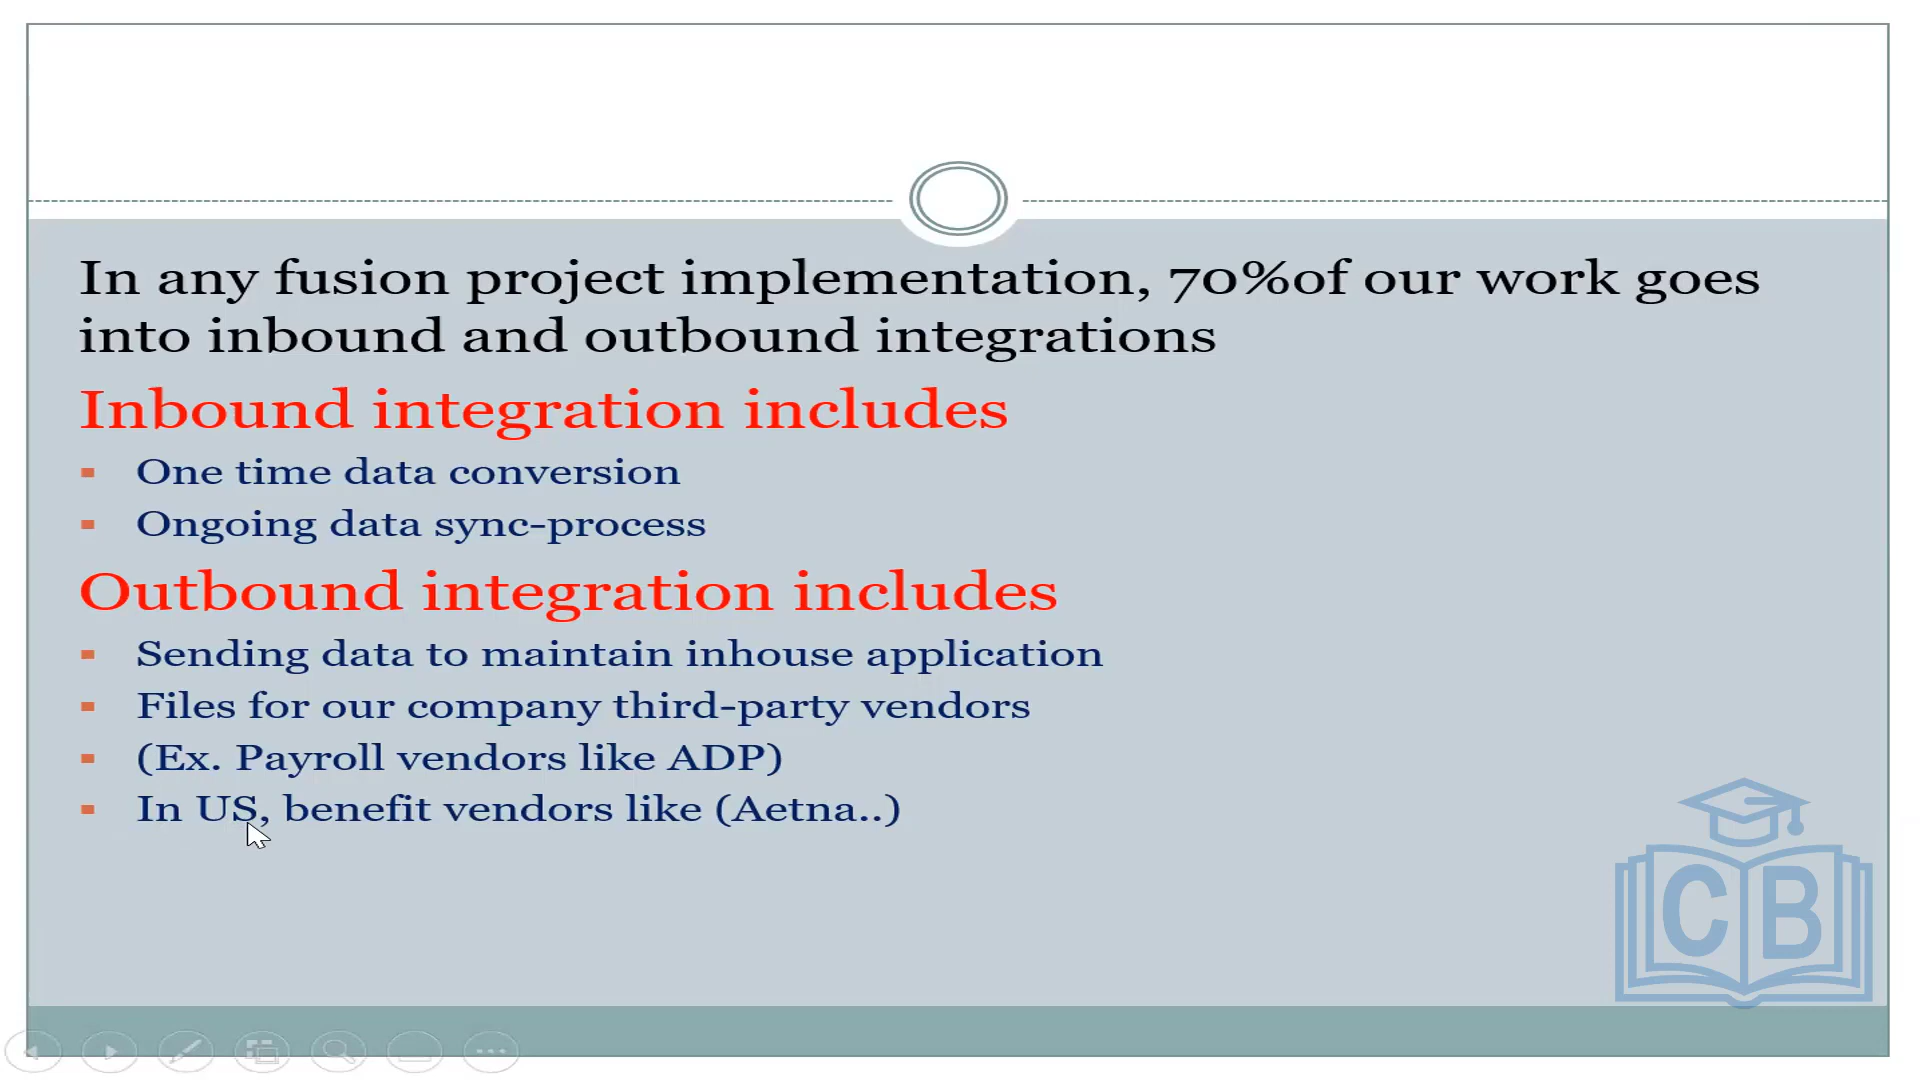 In any fusion project implementation, 70%of our work goes
into inbound and outbound integrations
Inbound integration includes
One time data conversion
Ongoing data sync-process
Outbound integration includes
Sending data to maintain inhouse application
Files for our company third-party vendors
(Ex. Payroll vendors like ADP)
In US, benefit vendors like (Aetna..)
CB